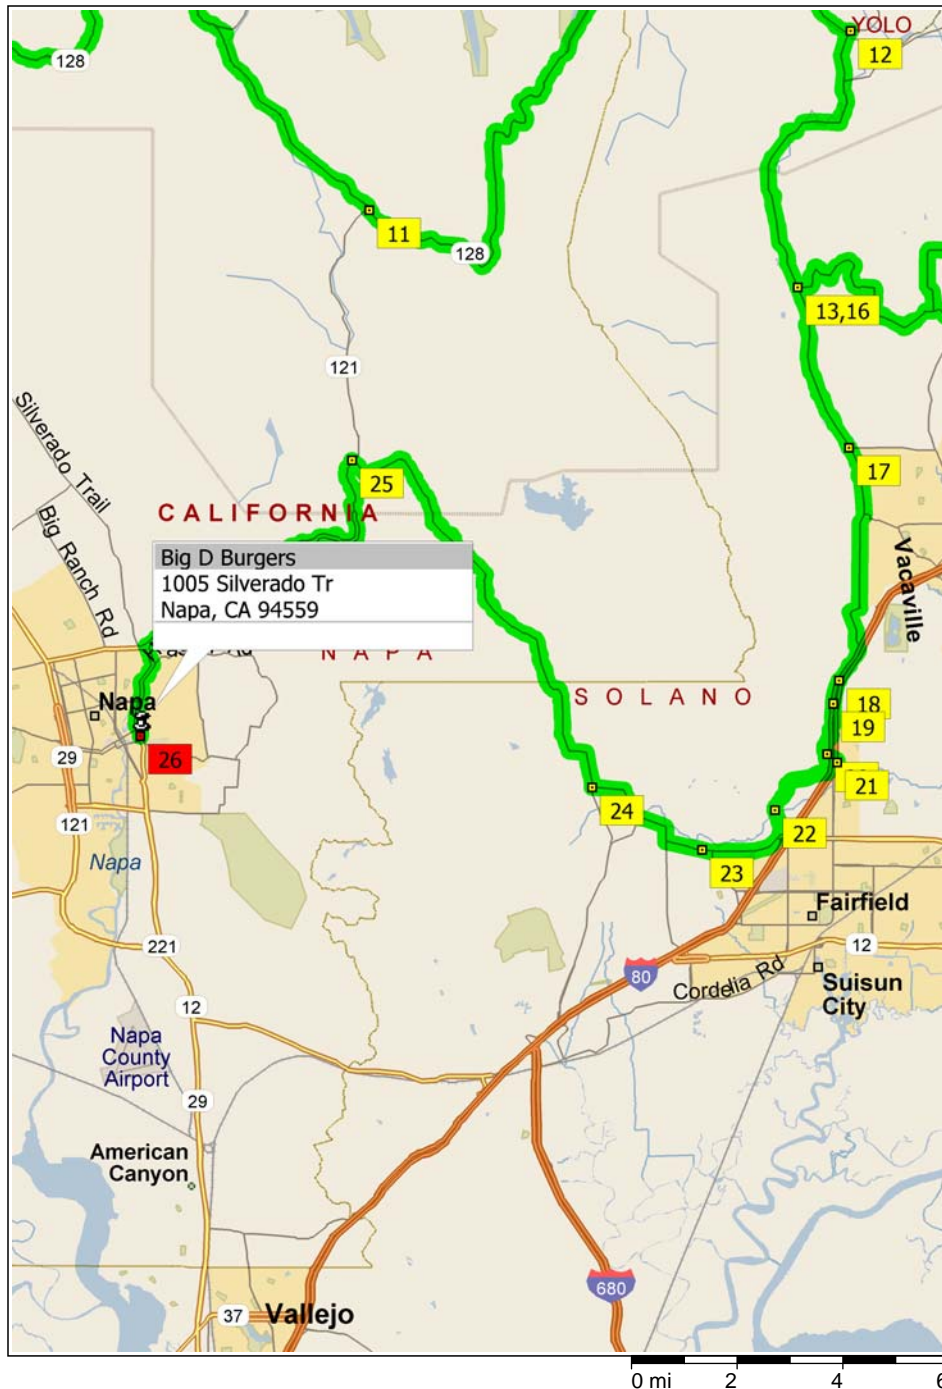 YOLO
128
12
11
128
13,16
121
Silverado Trail
17
25
CALIFORNIA
Big Ranch Rd
Vacaville
Big D Burgers
1005 Silverado Tr
Napa, CA 94559
NAPA
SOLANO
Napa
18
19
29
26
21
24
22
121
Napa
23
Fairfield
221
12
80
Cordelia Rd
Suisun
City
12
Napa
County
Airport
29
American
Canyon
680
37
Vallejo
0 mi 2 4 6